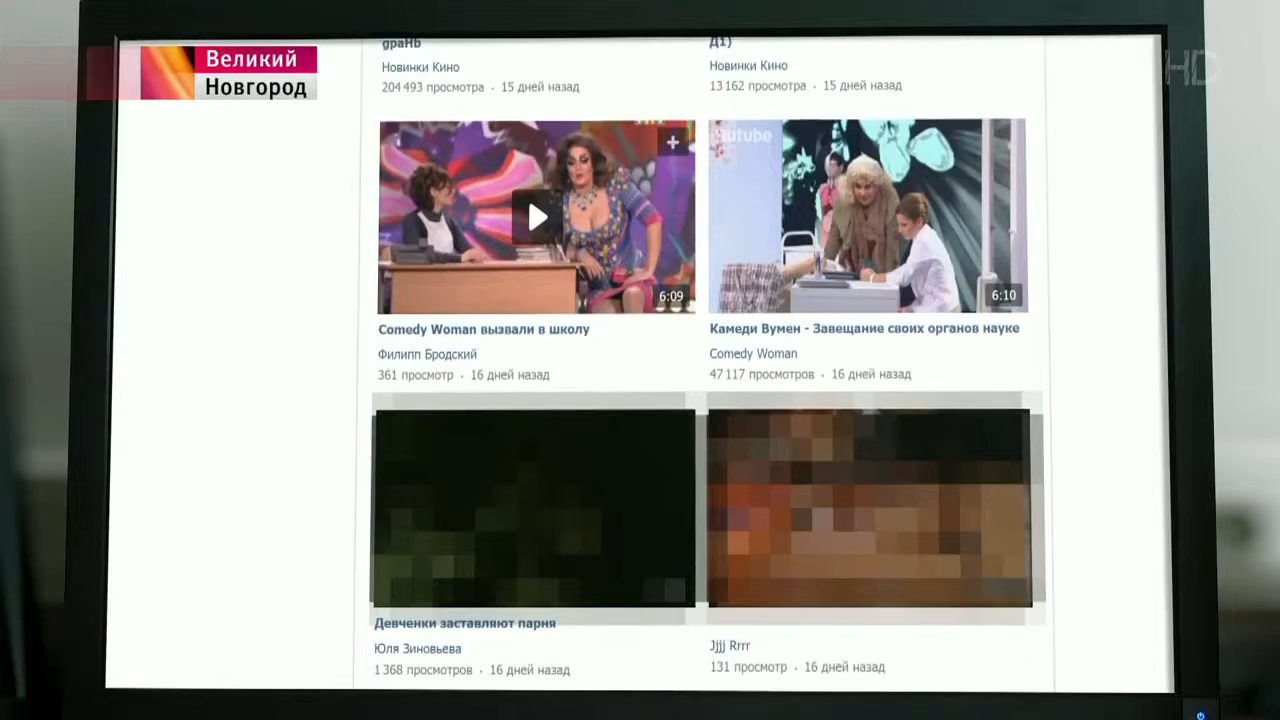 Великий
Новгород
HD
Новинки Кино
204 493 просмотра · 15 дней назад
Д1)
Новинки Кино
13 162 просмотра · 15 дней назад
6:09
Comedy Woman вызвали в школу
Филипп Бродский
361 просмотр · 16 дней назад
6:10
Камеди Вумен - Завещание своих органов науке
Comedy Woman
47 117 просмотров · 16 дней назад
Девченки заставляют парня
Юля Зиновьева
1 368 просмотров · 16 дней назад
Jjjj Rrrr
131 просмотр · 16 дней назад